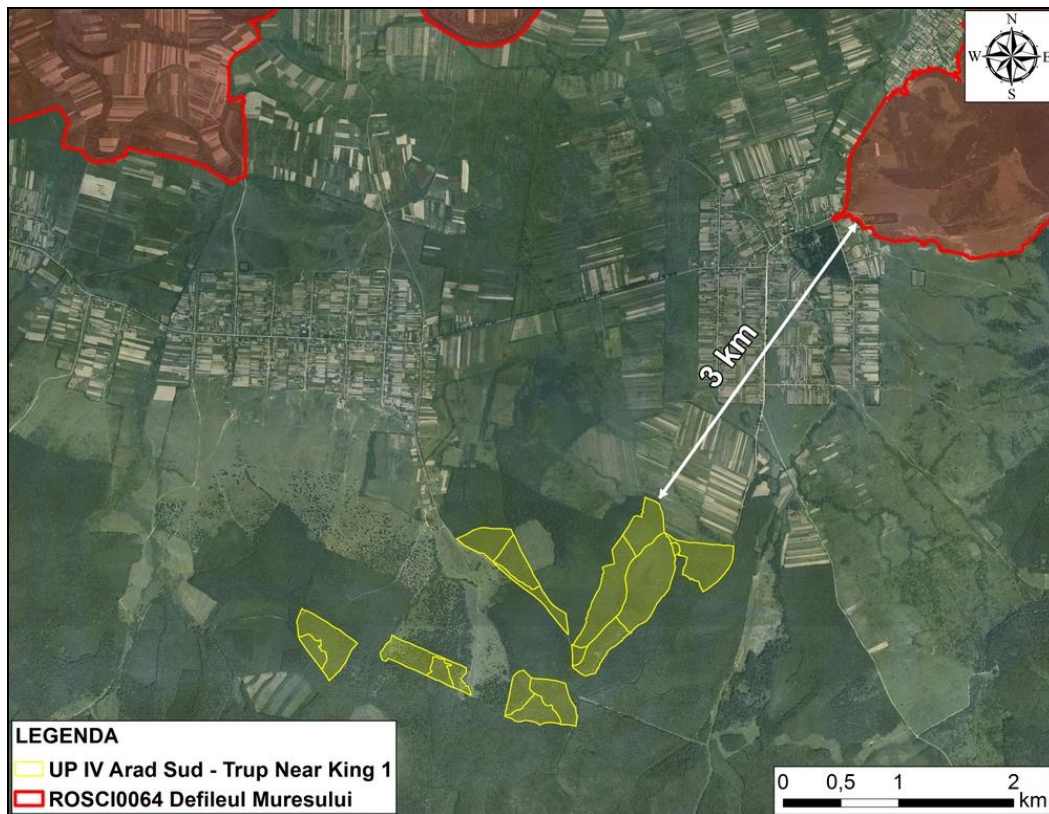 N
W E
S
3 km
LEGENDA
UP IV Arad Sud - Trup Near King 1
ROSCI0064 Defileul Muresului
0 0,5 1 2
km